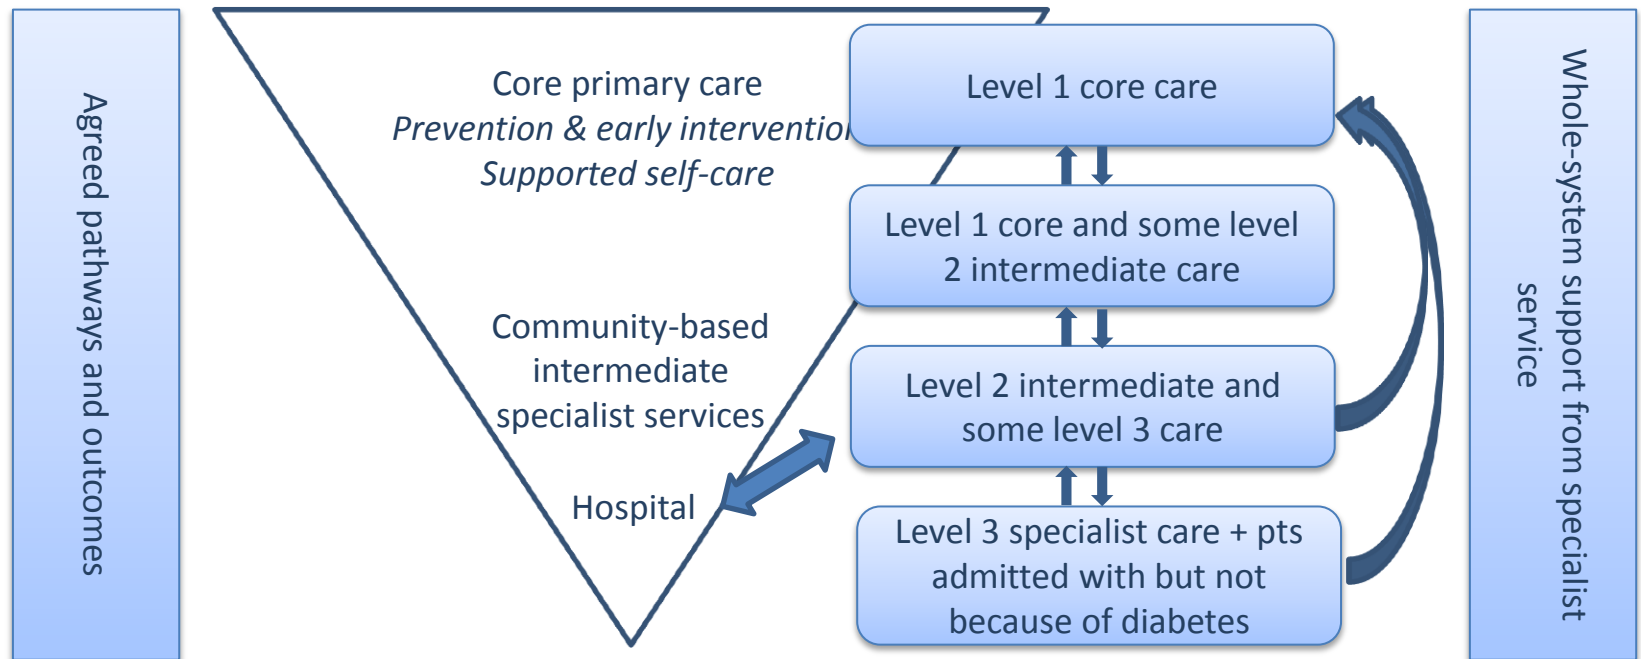 Agreed pathways and outcomes
Core primary care
Prevention & early intervention
Supported self-care
Community-based
intermediate
specialist services
Hospital
Level 1 core care
Level 1 core and some level
2 intermediate care
Level 2 intermediate and
some level 3 care
Level 3 specialist care + pts
admitted with but not
because of diabetes
Whole-system support from specialist
service